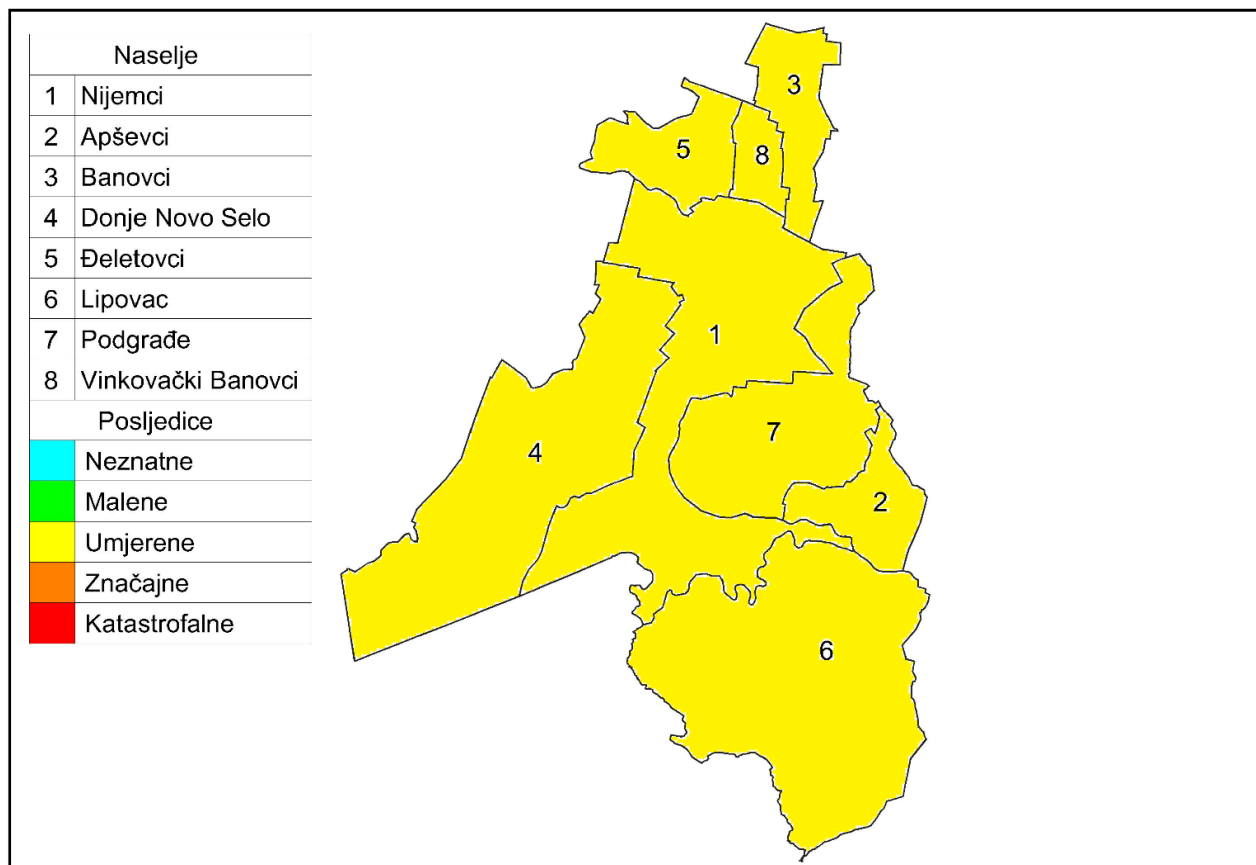 Naselje
1 Nijemci
2 Apševci
3 Banovci
4 Donje Novo Selo
5 Đeletovci
6 Lipovac
7 Podgrađe
8 Vinkovački Banovci
Posljedice
Neznatne
Malene
Umjerene
Značajne
Katastrofalne
3
5
8
1
7
4
2
6